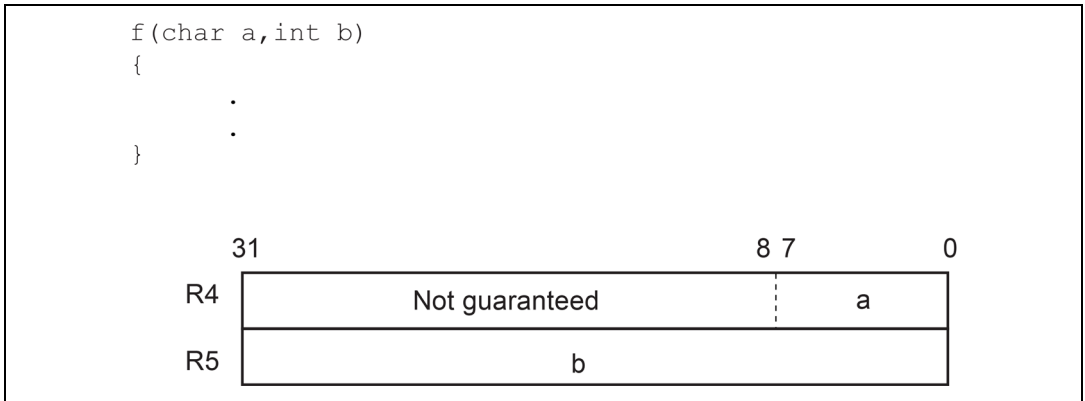 f(char a,int b)
{
.
.
}
31 8 7 0
R4 Not guaranteed a
R5 b